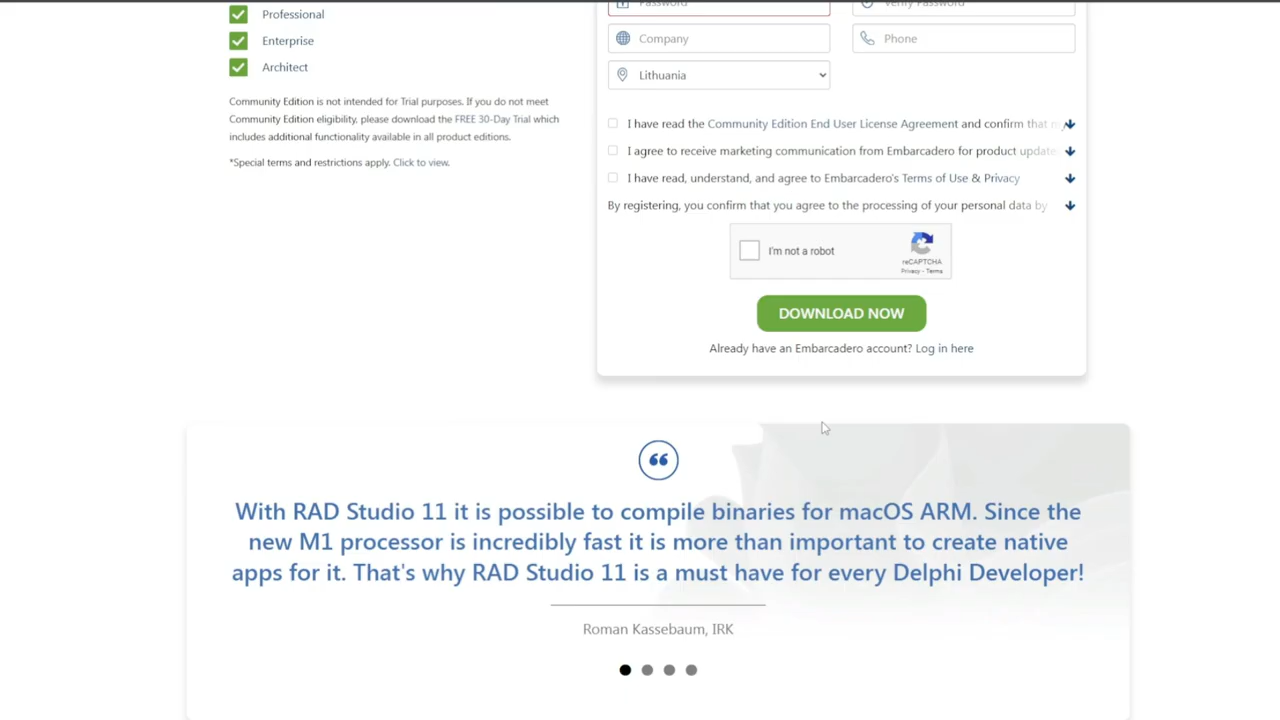 Password
Verify Password
Professional
Enterprise
Architect
Company
Phone
Lithuania
Community Edition is not intended for Trial purposes. If you do not meet
Community Edition eligibility, please download the FREE 30-Day Trial which
includes additional functionality available in all product editions.
*Special terms and restrictions apply. Click to view.
I have read the Community Edition End User License Agreement and confirm that
I agree to receive marketing communication from Embarcadero for product update
I have read, understand, and agree to Embarcadero's Terms of Use & Privacy
By registering, you confirm that you agree to the processing of your personal data by
I'm not a robot
reCAPTCHA
Privacy - Terms
DOWNLOAD NOW
Already have an Embarcadero account? Log in here
With RAD Studio 11 it is possible to compile binaries for macOS ARM. Since the
new M1 processor is incredibly fast it is more than important to create native
apps for it. That's why RAD Studio 11 is a must have for every Delphi Developer!
Roman Kassebaum, IRK